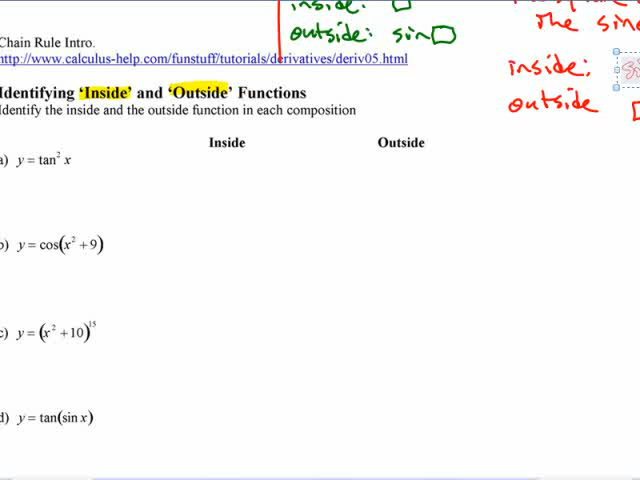 inside:
outside: sin
the sine
Chain Rule Intro.
http://www.calculus-help.com/funstuff/tutorials/derivatives/deriv05.html
inside:
outside
Identifying 'Inside' and 'Outside' Functions
Identify the inside and the outside function in each composition
Inside Outside
a) y = tan² x
b) y = cos(x² + 9)
c) y = (x² + 10)¹⁵
d) y = tan(sin x)